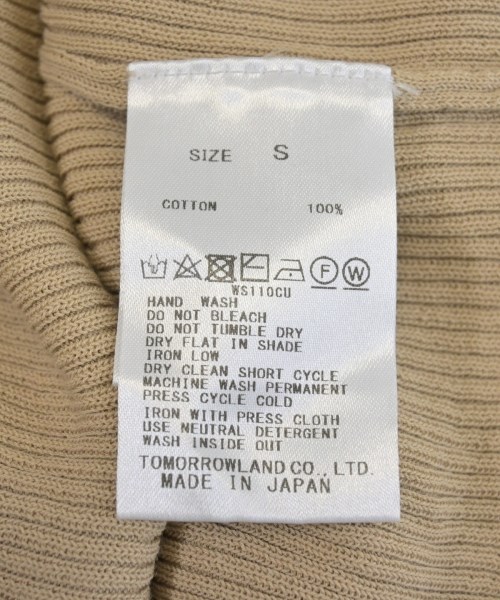 SIZE S
COTTON 100%
F W
WS110CU
HAND WASH
DO NOT BLEACH
DO NOT TUMBLE DRY
DRY FLAT IN SHADE
IRON LOW
DRY CLEAN SHORT CYCLE
MACHINE WASH PERMANENT
PRESS CYCLE COLD
IRON WITH PRESS CLOTH
USE NEUTRAL DETERGENT
WASH INSIDE OUT
TOMORROWLAND CO., LTD.
MADE IN JAPAN